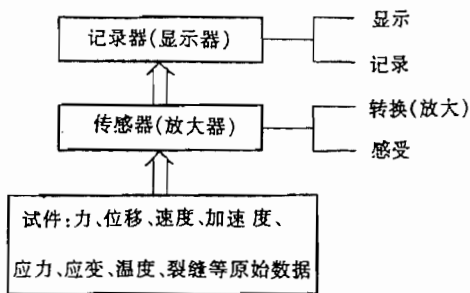 显示
记录器(显示器)
记录
转换(放大)
传感器(放大器)
感受
试件:力、位移、速度、加速度、
应力、应变、温度、裂缝等原始数据